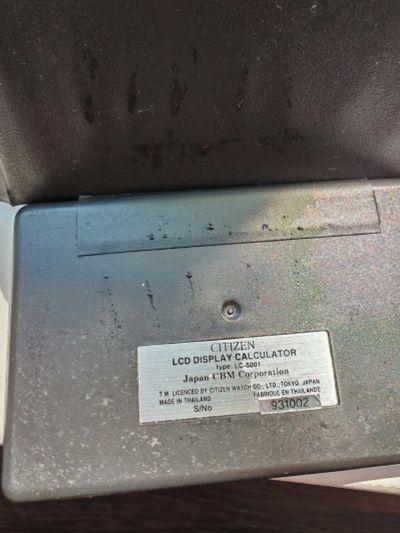 CITIZEN
LCD DISPLAY CALCULATOR
type LC-5001
Japan CBM Corporation
T M LICENCED BY CITIZEN WATCH CO., LTD., TOKYO, JAPAN
MADE IN THAILAND FABRIQUE EN THAILANDE
S/No 931002